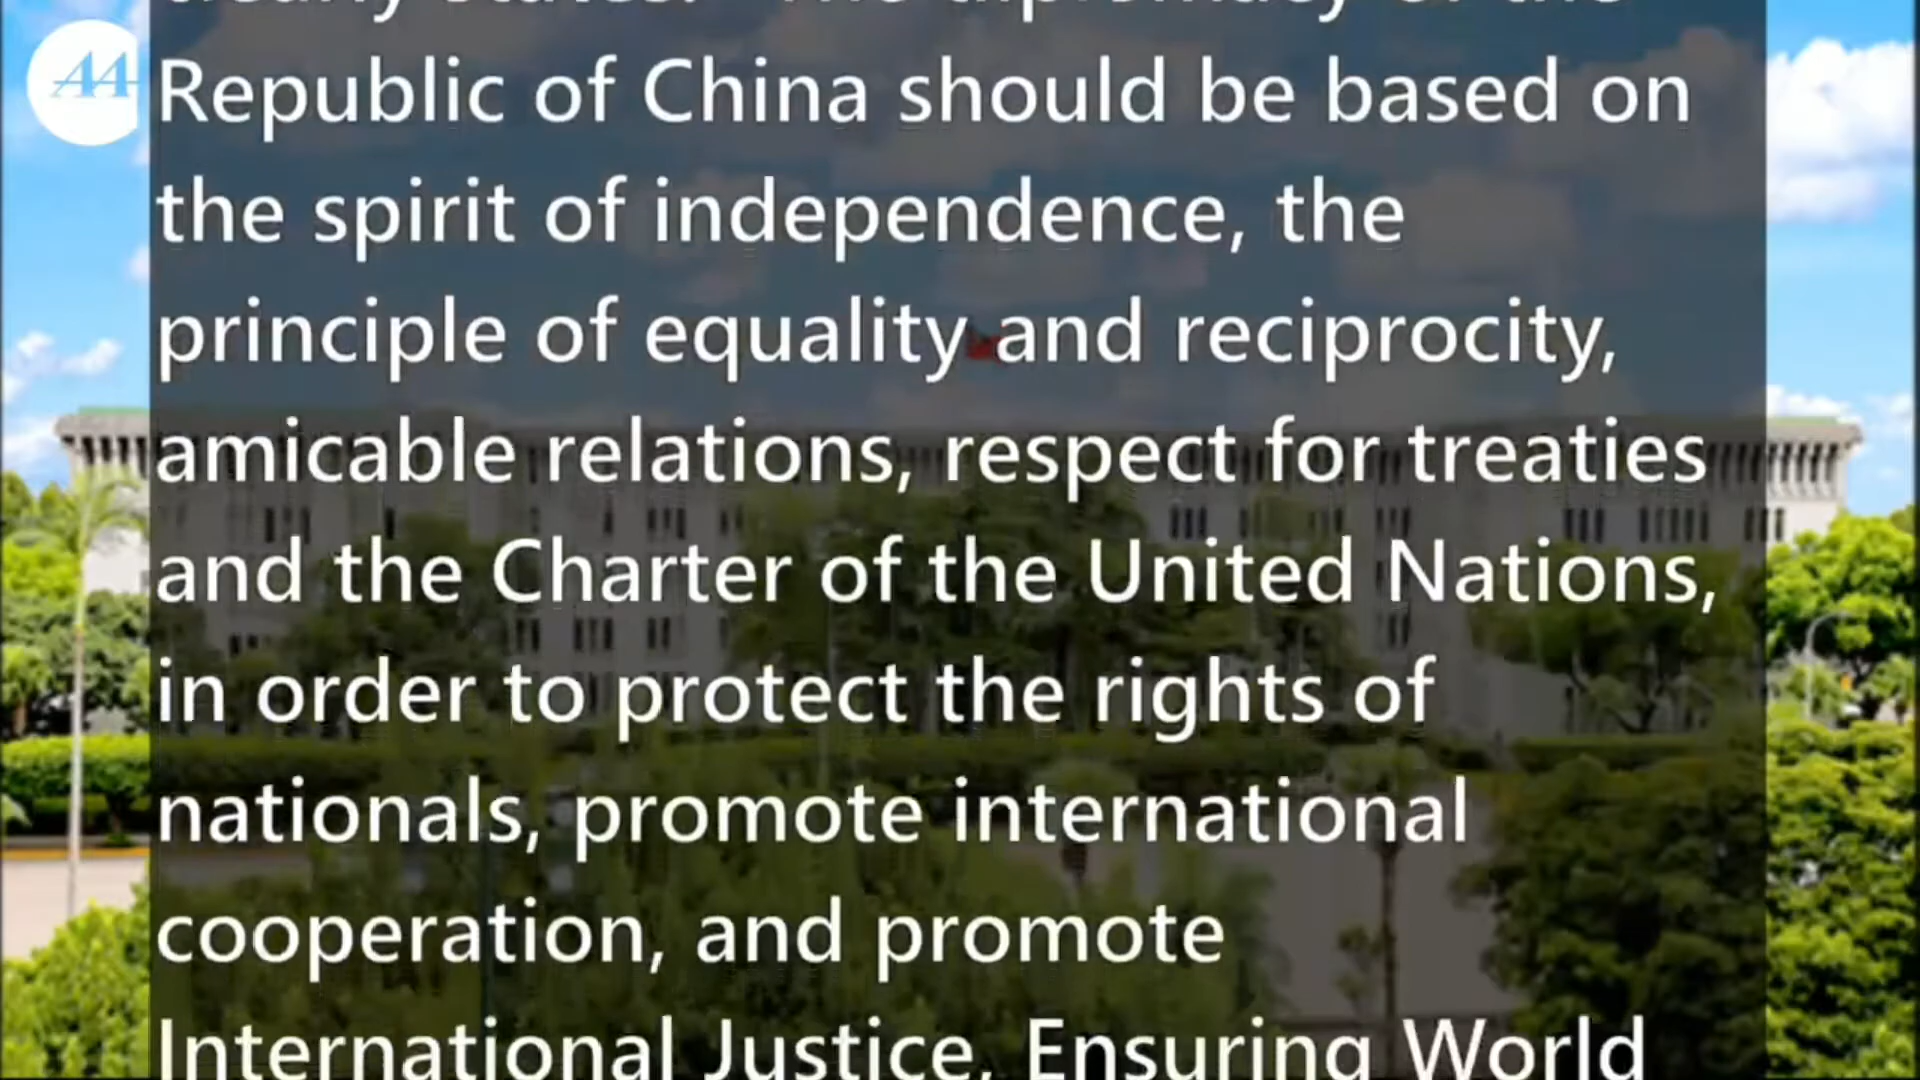 AA
Republic of China should be based on
the spirit of independence, the
principle of equality and reciprocity,
amicable relations, respect for treaties
and the Charter of the United Nations,
in order to protect the rights of
nationals, promote international
cooperation, and promote
International Justice, Ensuring World